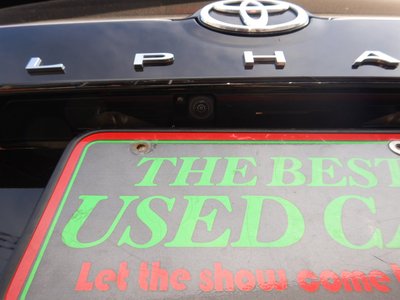 LPHA
THE BEST
USED CA
Let the show come